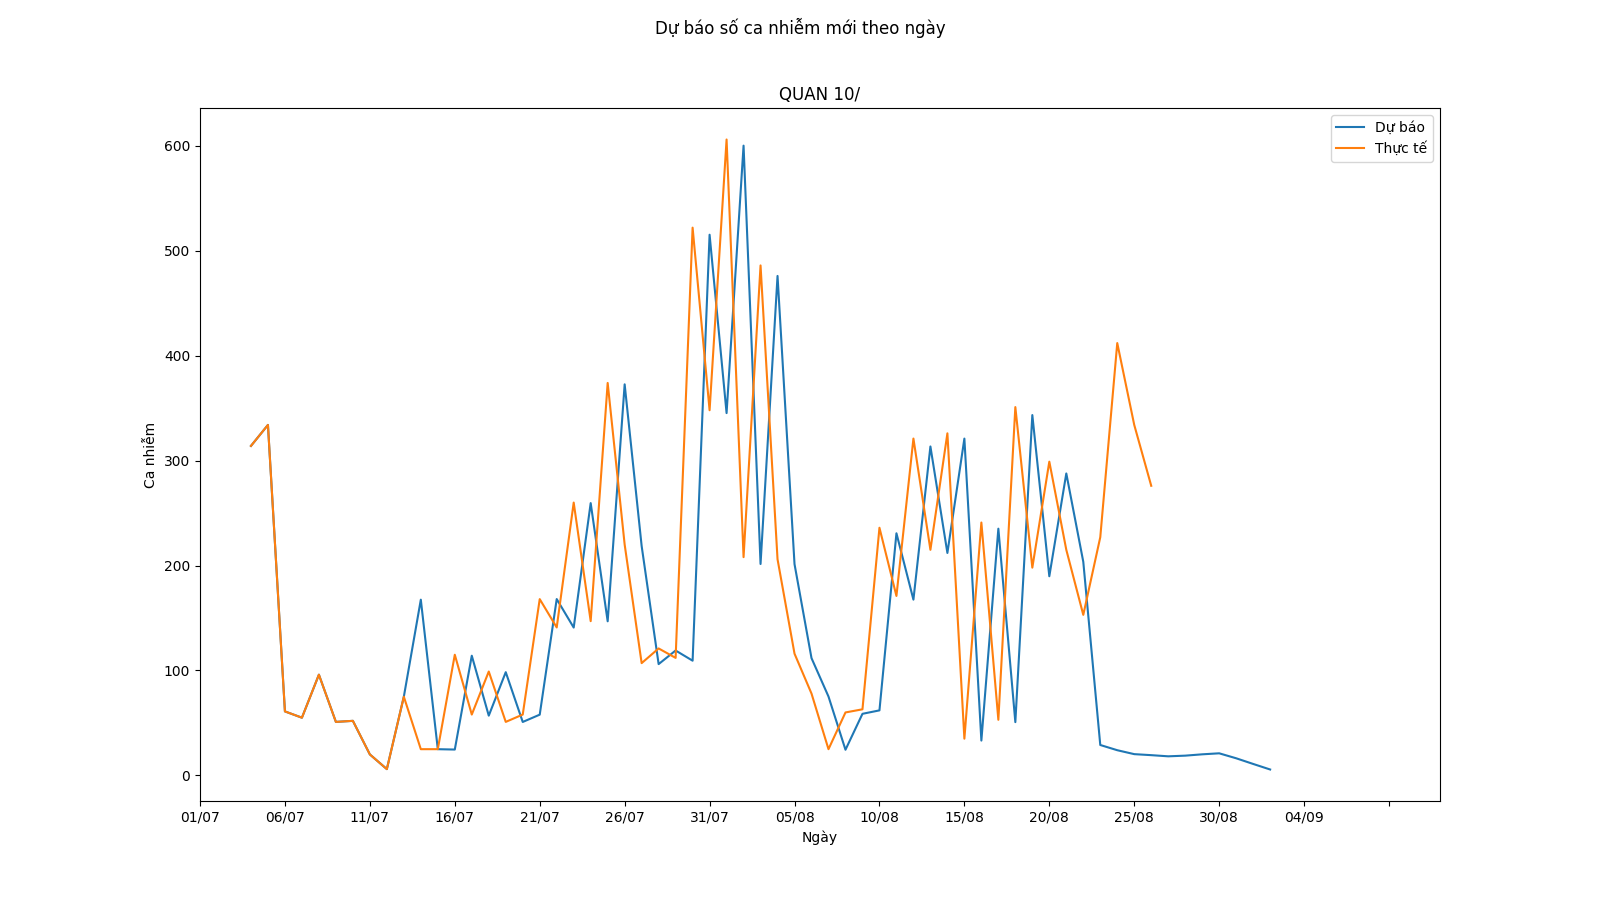 Dự báo số ca nhiễm mới theo ngày
QUAN 10/
Dự báo
Thực tế
600
500
400
300
200
100
0
Ca nhiễm
01/07 06/07 11/07 16/07 21/07 26/07 31/07 05/08 10/08 15/08 20/08 25/08 30/08 04/09
Ngày